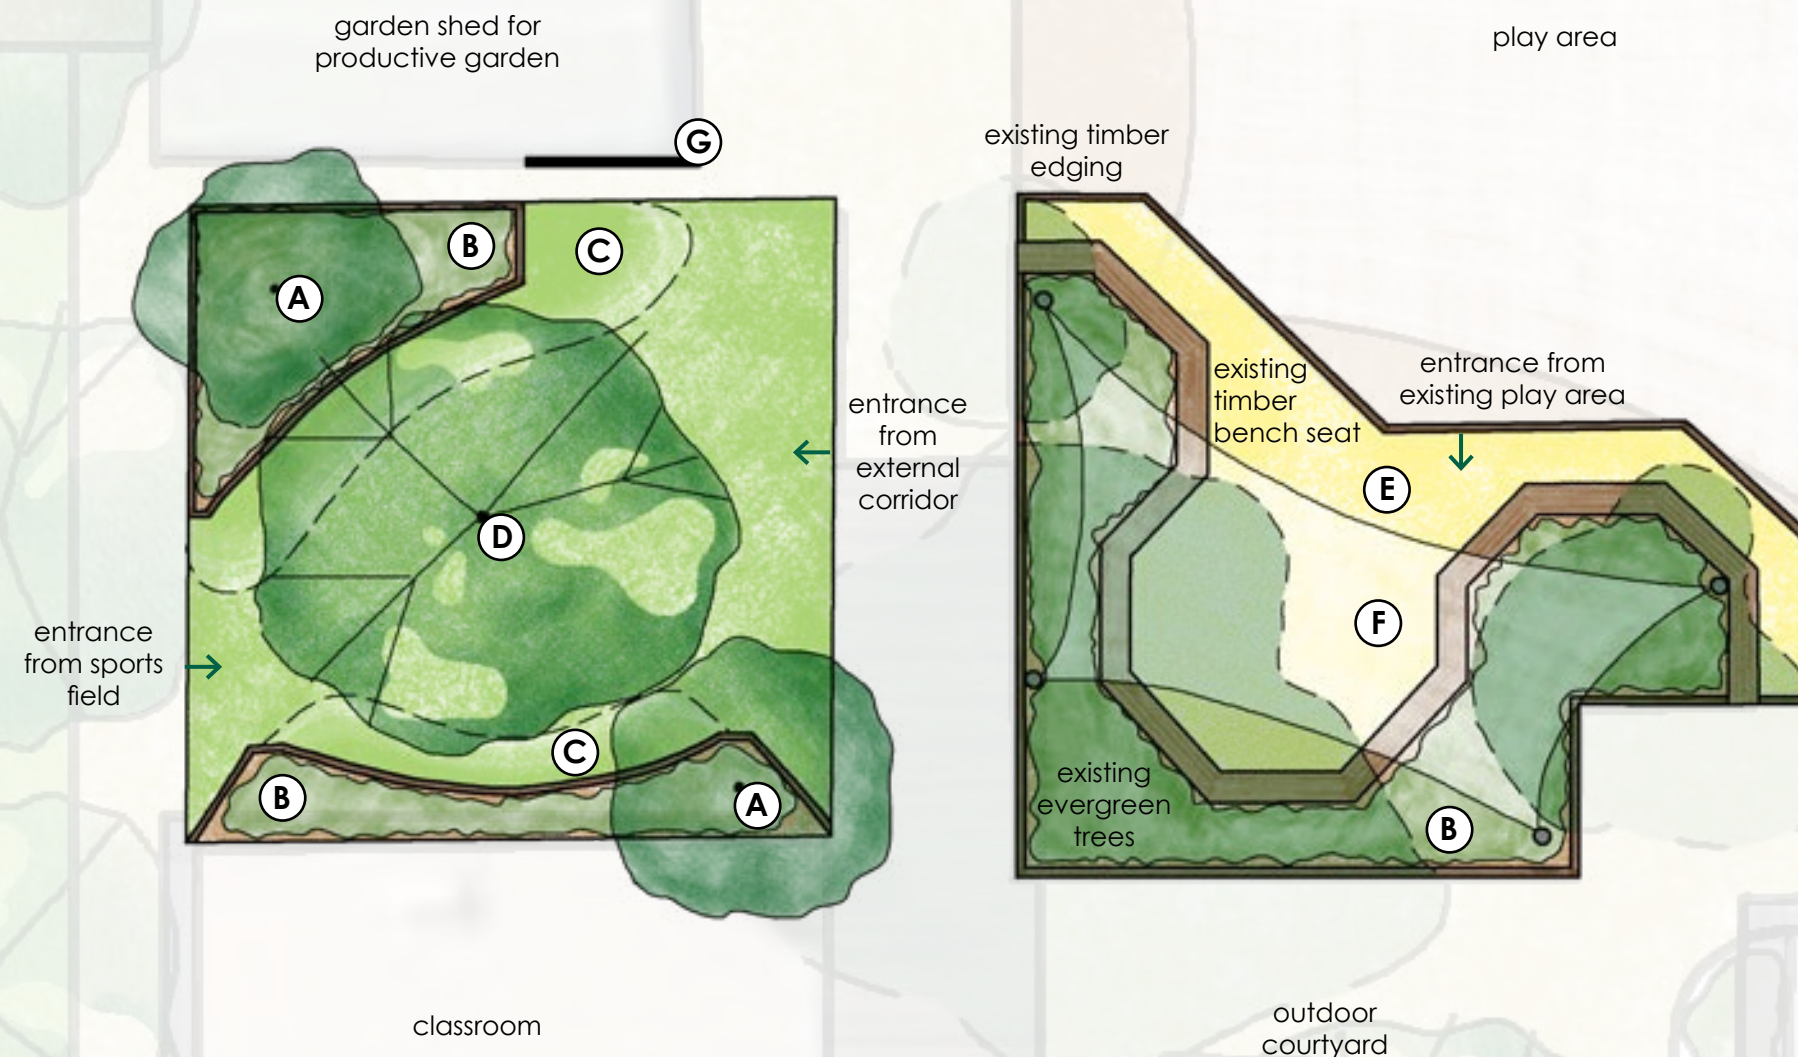 garden shed for
productive garden
play area
G
existing timber
edging
B
C
A
existing
timber
bench seat
entrance from
existing play area
entrance
from
external
corridor
E
D
F
entrance
from sports
field
C
B
A
existing
evergreen
trees
B
classroom
outdoor
courtyard